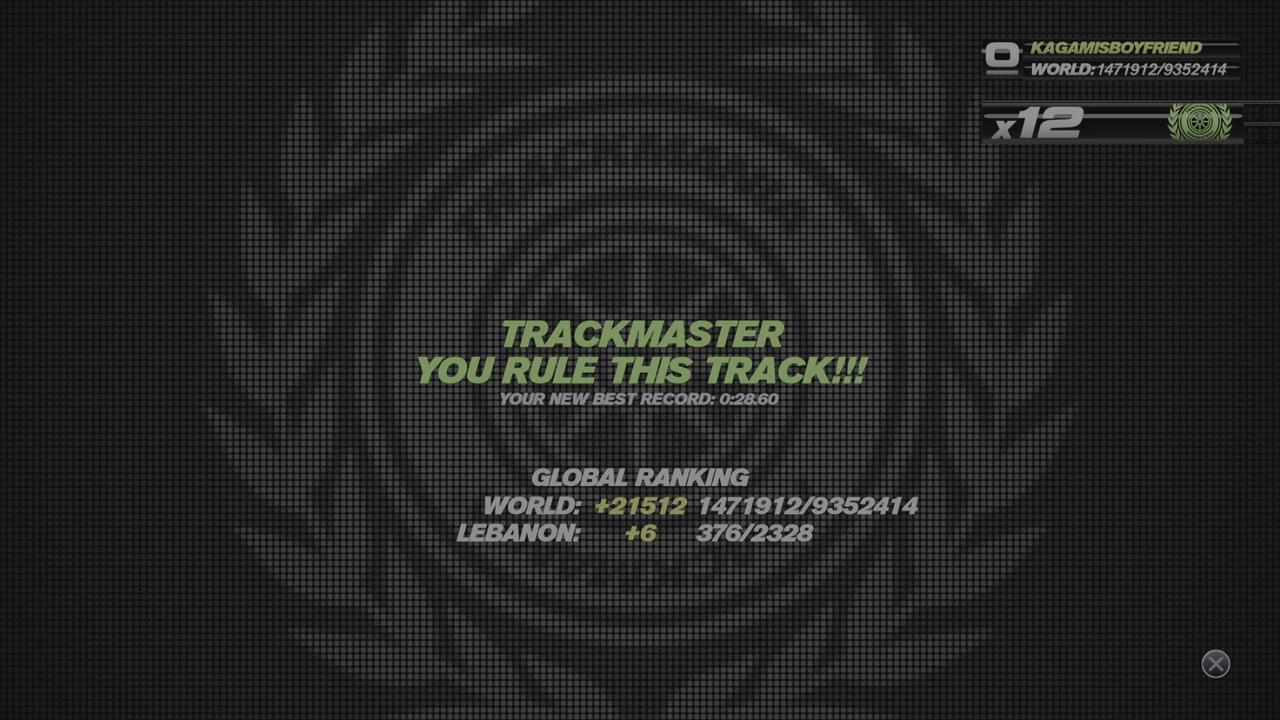 O
KAGAMISBOYFRIEND
WORLD: 1471912/9352414
x12
TRACKMASTER
YOU RULE THIS TRACK!!!
YOUR NEW BEST RECORD: 0:28.60
GLOBAL RANKING
WORLD: +21512 1471912/9352414
LEBANON: +6 376/2328